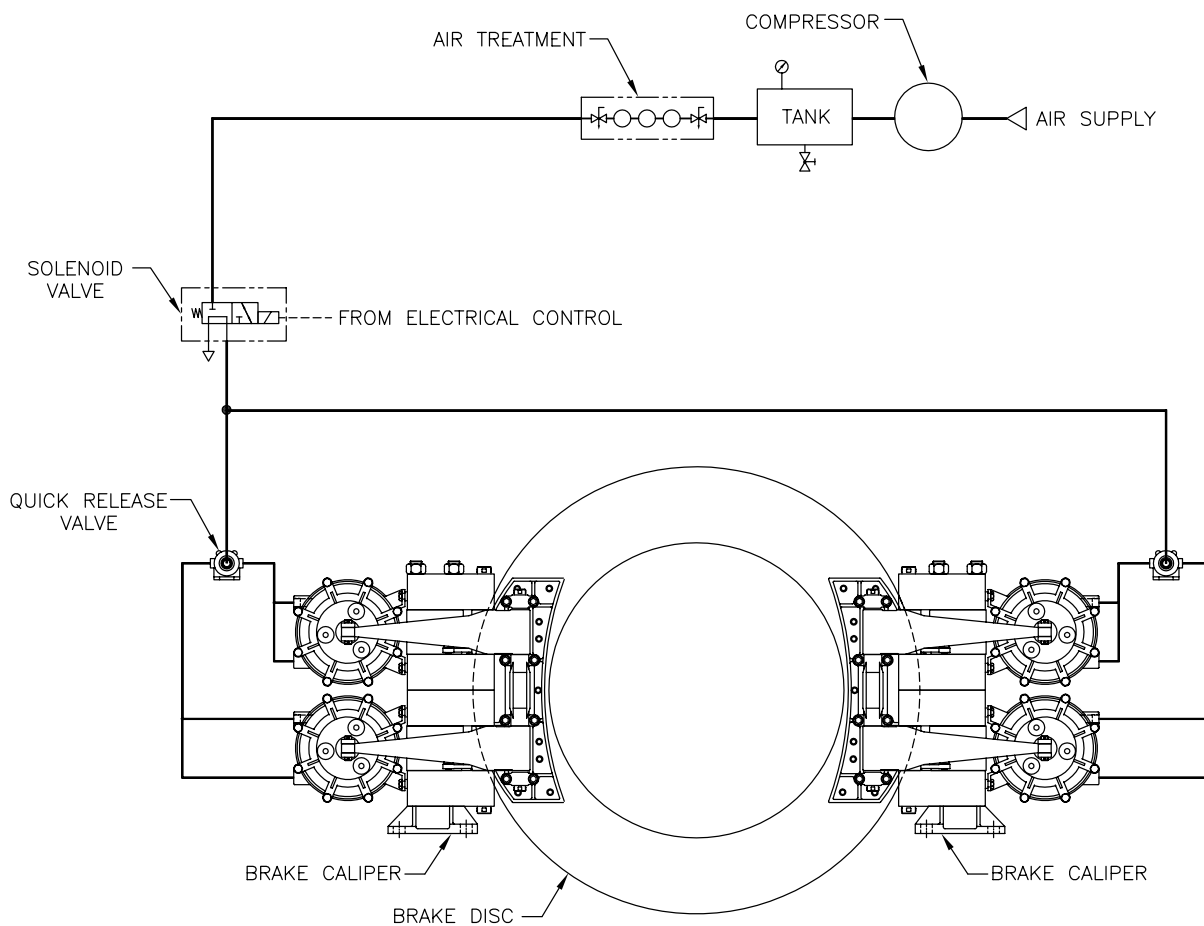 COMPRESSOR
AIR TREATMENT
TANK
AIR SUPPLY
SOLENOID
VALVE
FROM ELECTRICAL CONTROL
QUICK RELEASE
VALVE
BRAKE CALIPER
BRAKE CALIPER
BRAKE DISC